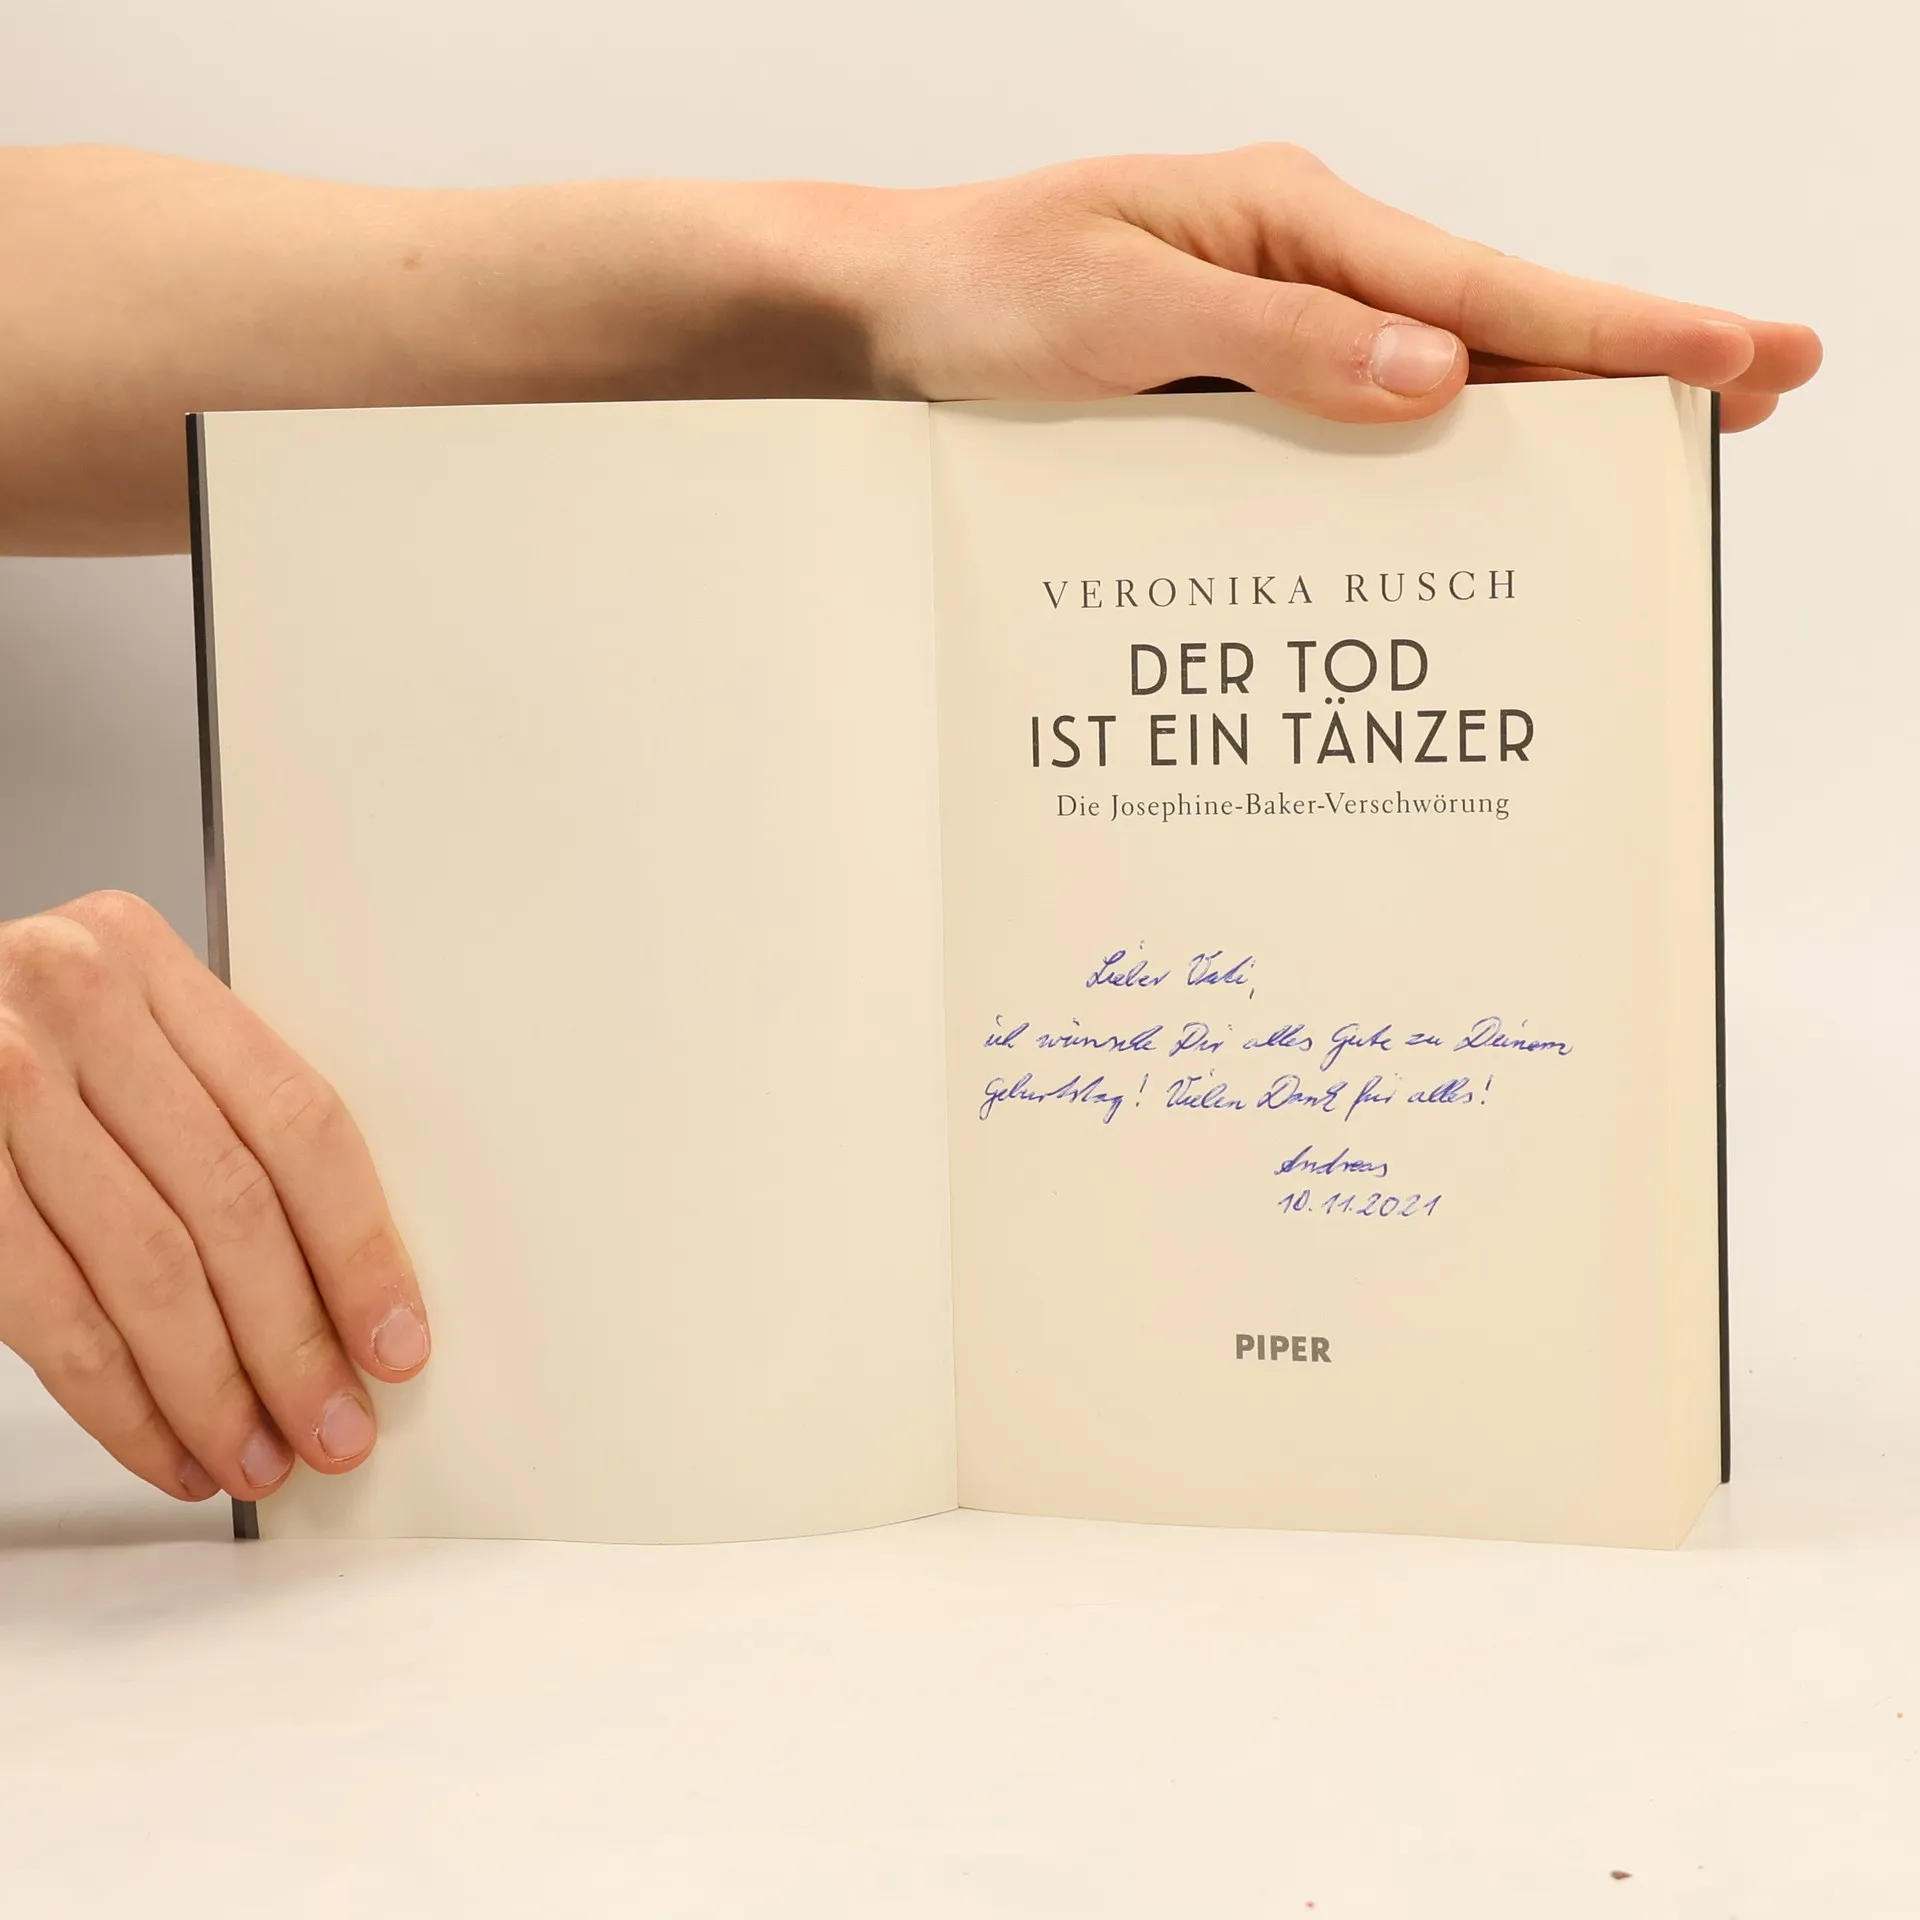 VERONIKA RUSCH
DER TOD
IST EIN TÄNZER
Die Josephine-Baker-Verschwörung
Lieber Vati,
ich wünsche Dir alles Gute zu Deinem
Geburtstag! Vielen Dank für alles!
Andreas
10.11.2021
PIPER